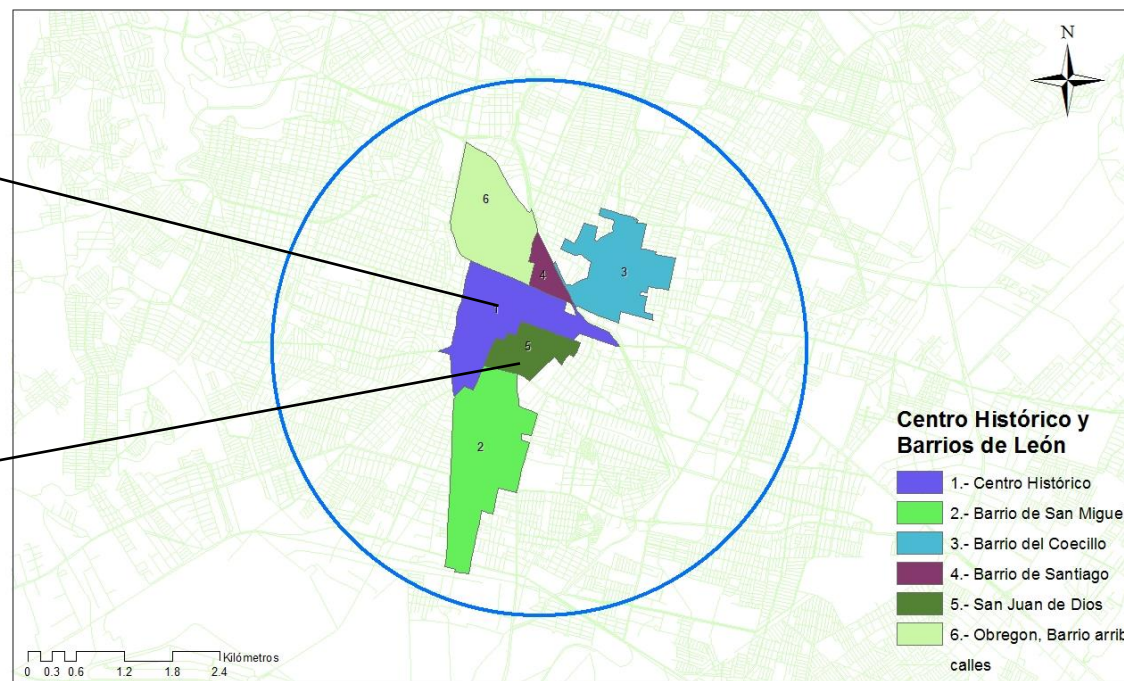 N
6
4
3
1
5
2
Centro Histórico y
Barrios de León
1.- Centro Histórico
2.- Barrio de San Migue
3.- Barrio del Coecillo
4.- Barrio de Santiago
5.- San Juan de Dios
6.- Obregon, Barrio arrib
calles
Kilómetros
0 0.3 0.6 1.2 1.8 2.4